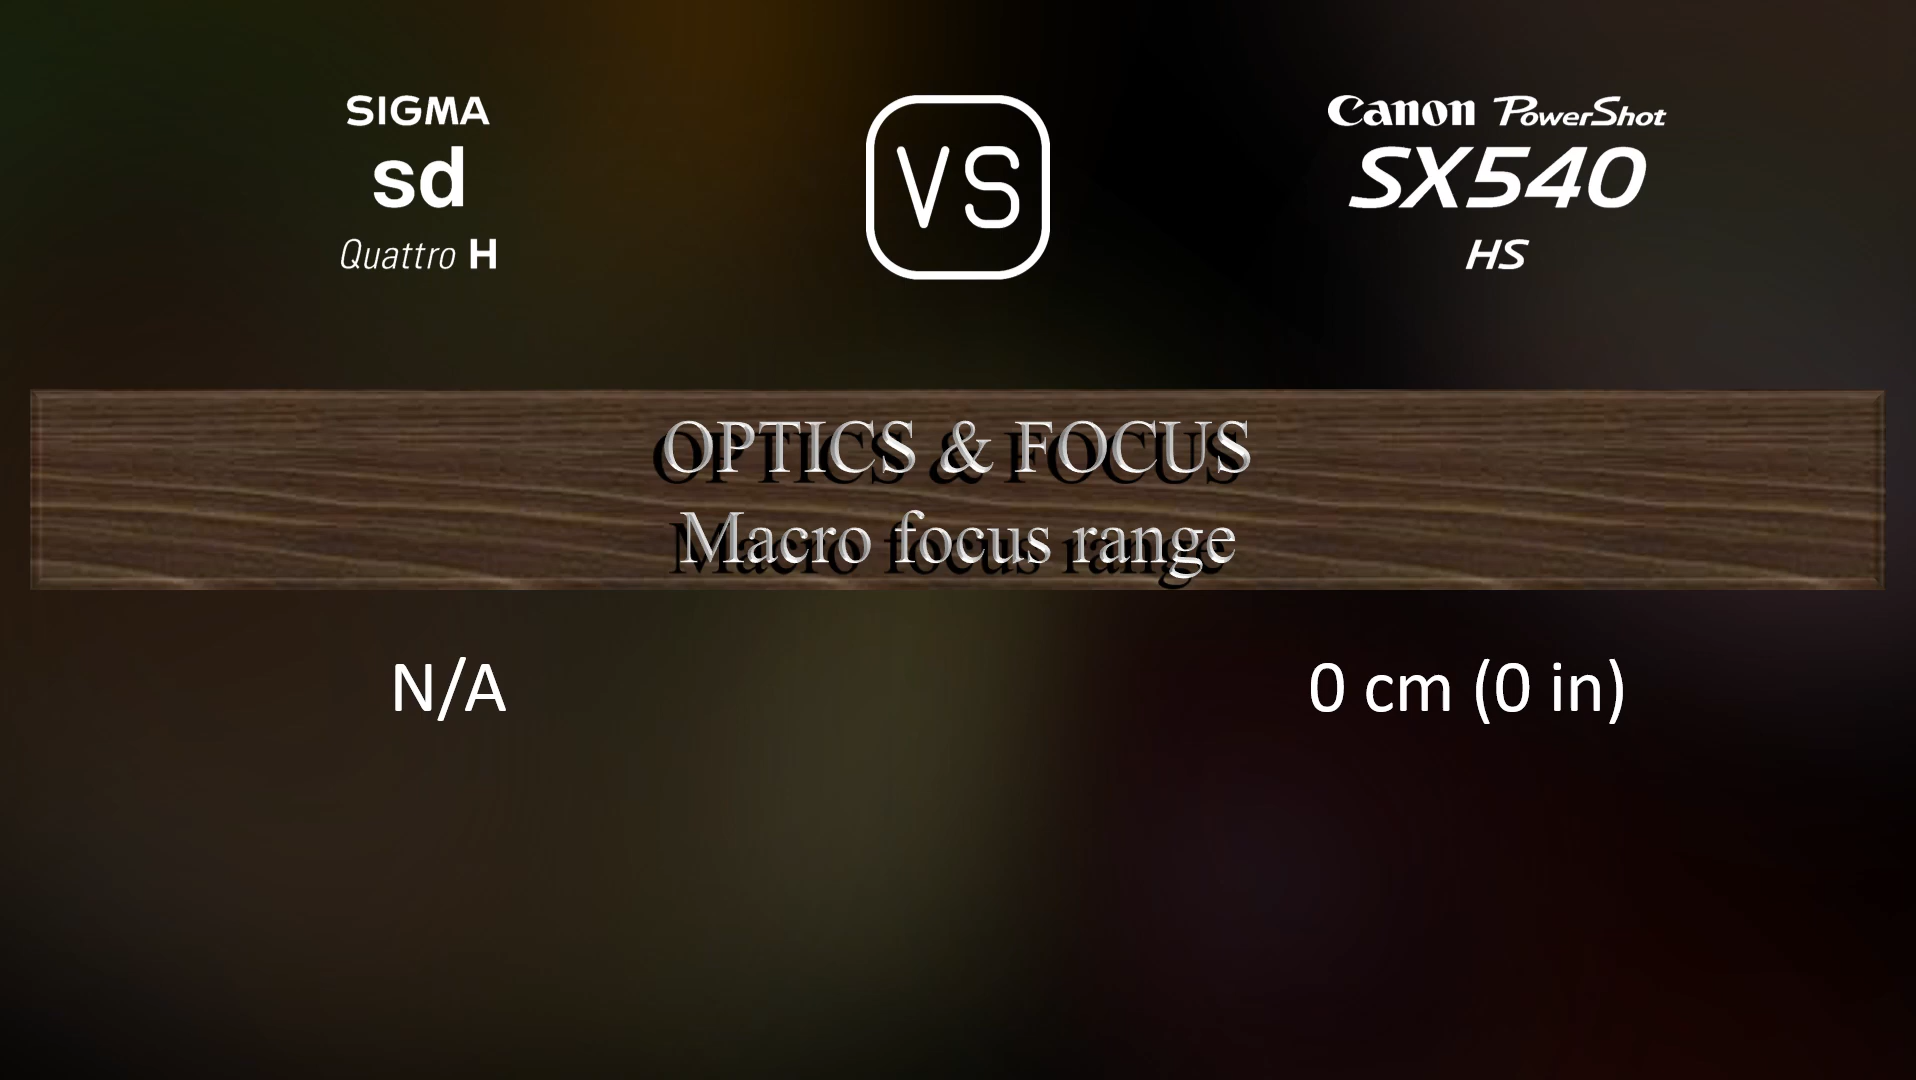 SIGMA
sd
Quattro H
VS
Canon PowerShot
SX540
HS
OPTICS & FOCUS
Macro focus range
N/A
0 cm (0 in)